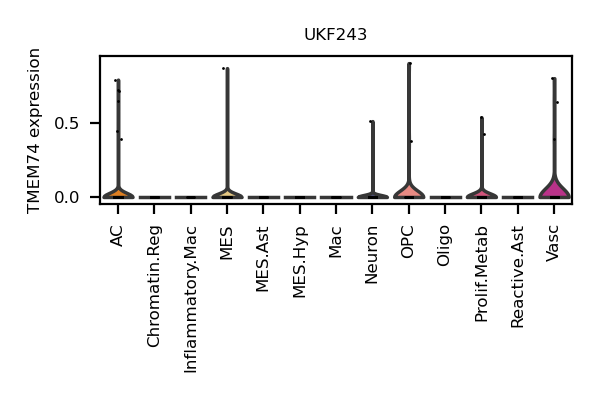 UKF243
TMEM74 expression
0.5
0.0
AC
Chromatin.Reg
Inflammatory.Mac
MES
MES.Ast
MES.Hyp
Mac
Neuron
OPC
Oligo
Prolif.Metab
Reactive.Ast
Vasc